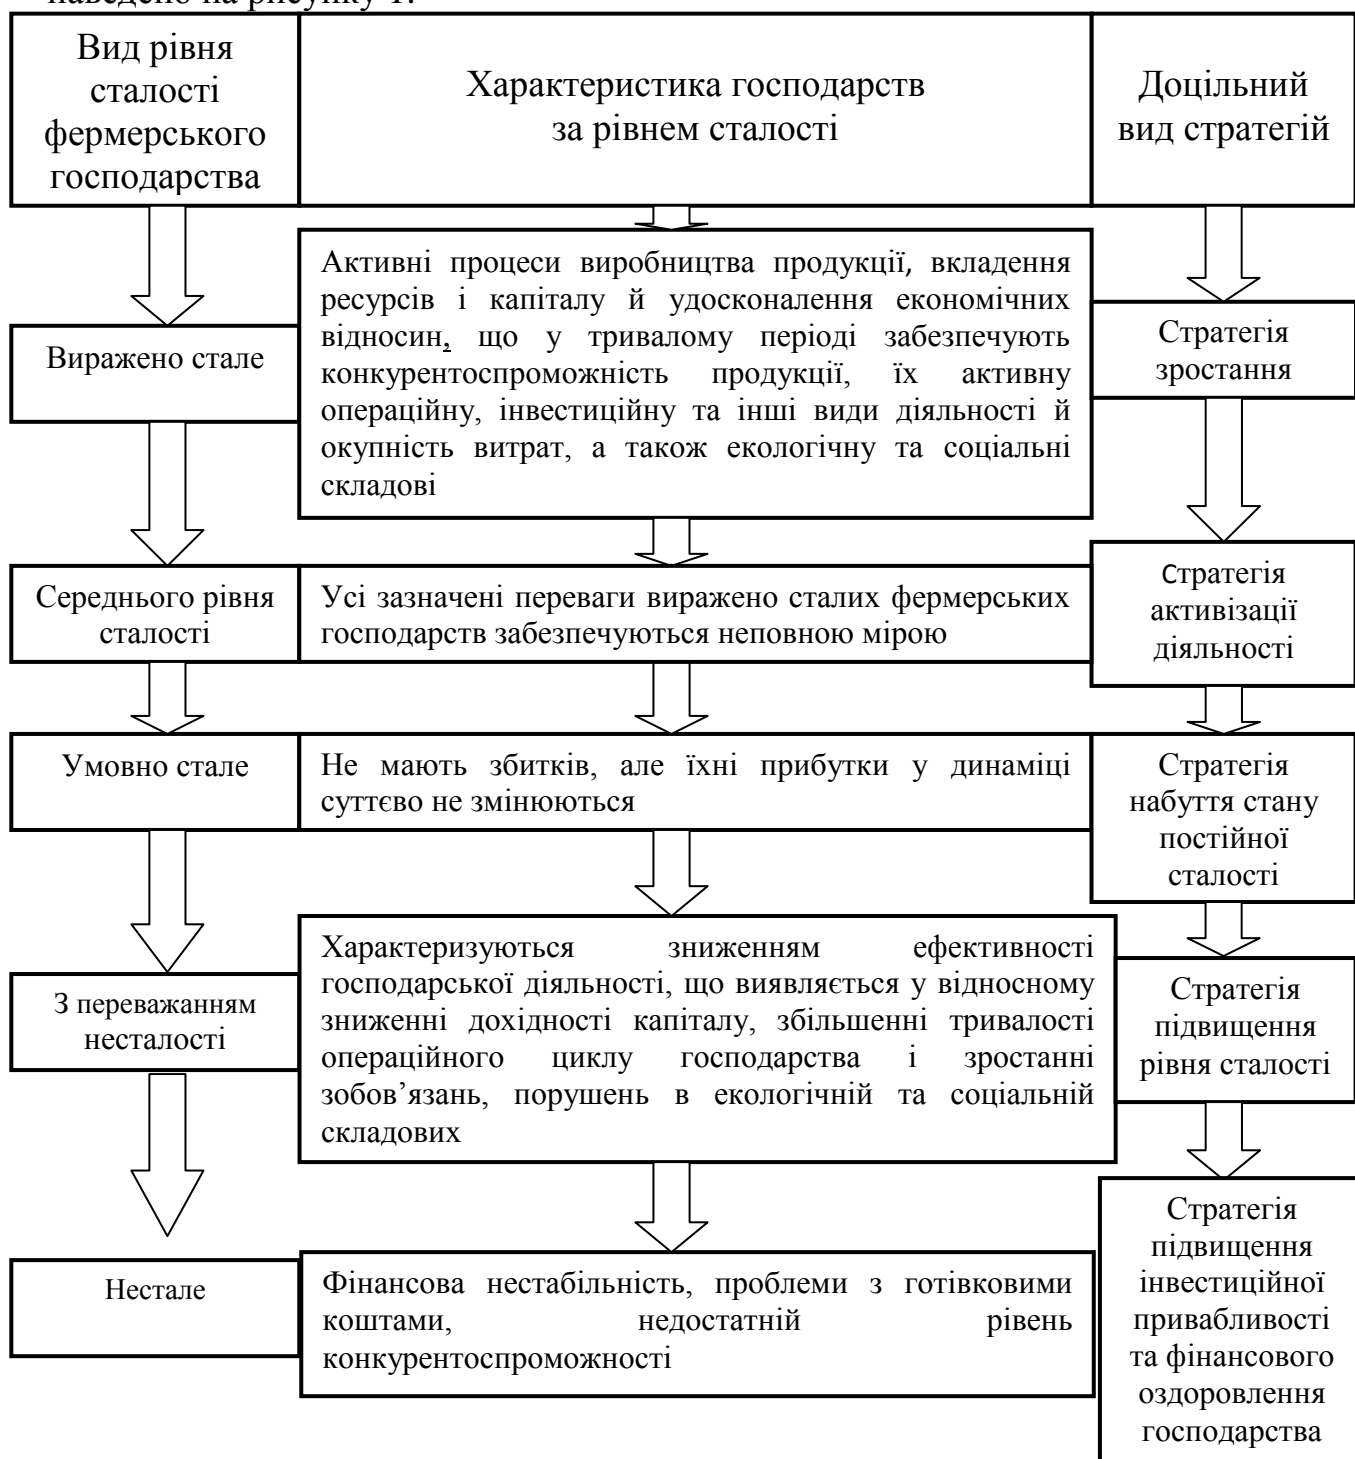 наведено на рисунку 1.
Вид рівня
сталості
фермерського
господарства
Характеристика господарств
за рівнем сталості
Доцільний
вид стратегій
Виражено стале
Активні процеси виробництва продукції, вкладення
ресурсів і капіталу й удосконалення економічних
відносин, що у тривалому періоді забезпечують
конкурентоспроможність продукції, їх активну
операційну, інвестиційну та інші види діяльності й
окупність витрат, а також екологічну та соціальні
складові
Стратегія
зростання
Середнього рівня
сталості
Усі зазначені переваги виражено сталих фермерських
господарств забезпечуються неповною мірою
Стратегія
активізації
діяльності
Умовно стале
Не мають збитків, але їхні прибутки у динаміці
суттєво не змінюються
Стратегія
набуття стану
постійної
сталості
З переважанням
несталості
Характеризуються зниженням ефективності
господарської діяльності, що виявляється у відносному
зниженні дохідності капіталу, збільшенні тривалості
операційного циклу господарства і зростанні
зобов’язань, порушень в екологічній та соціальній
складових
Стратегія
підвищення
рівня сталості
Нестале
Фінансова нестабільність, проблеми з готівковими
коштами, недостатній рівень
конкурентоспроможності
Стратегія
підвищення
інвестиційної
привабливості
та фінансового
оздоровлення
господарства